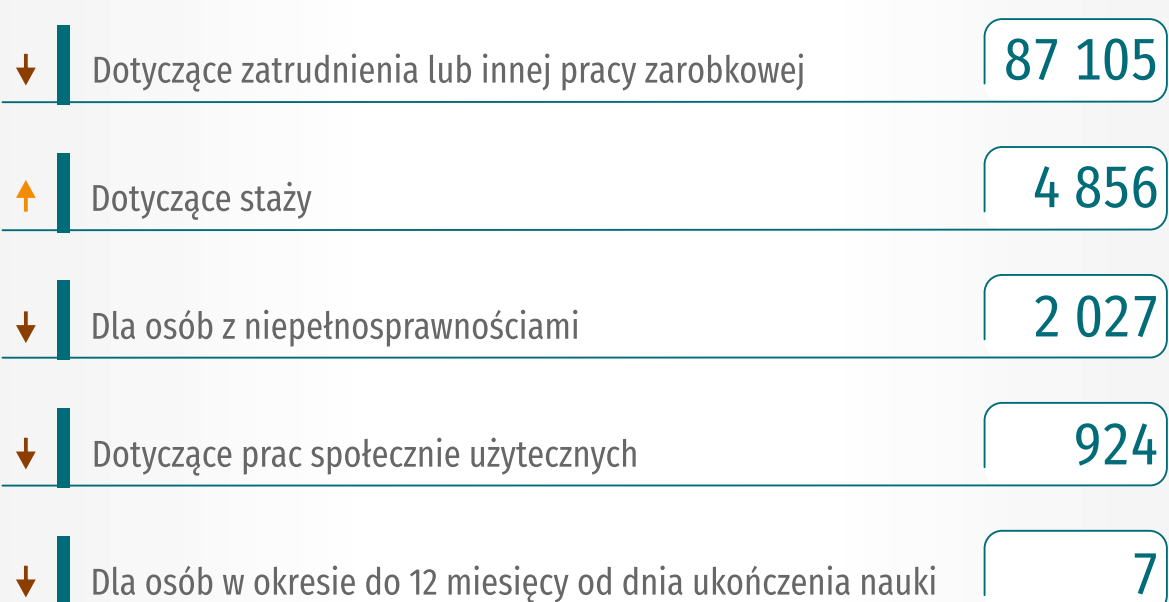 Dotyczące zatrudnienia lub innej pracy zarobkowej 87 105
Dotyczące staży 4 856
Dla osób z niepełnosprawnościami 2 027
Dotyczące prac społecznie użytecznych 924
Dla osób w okresie do 12 miesięcy od dnia ukończenia nauki 7